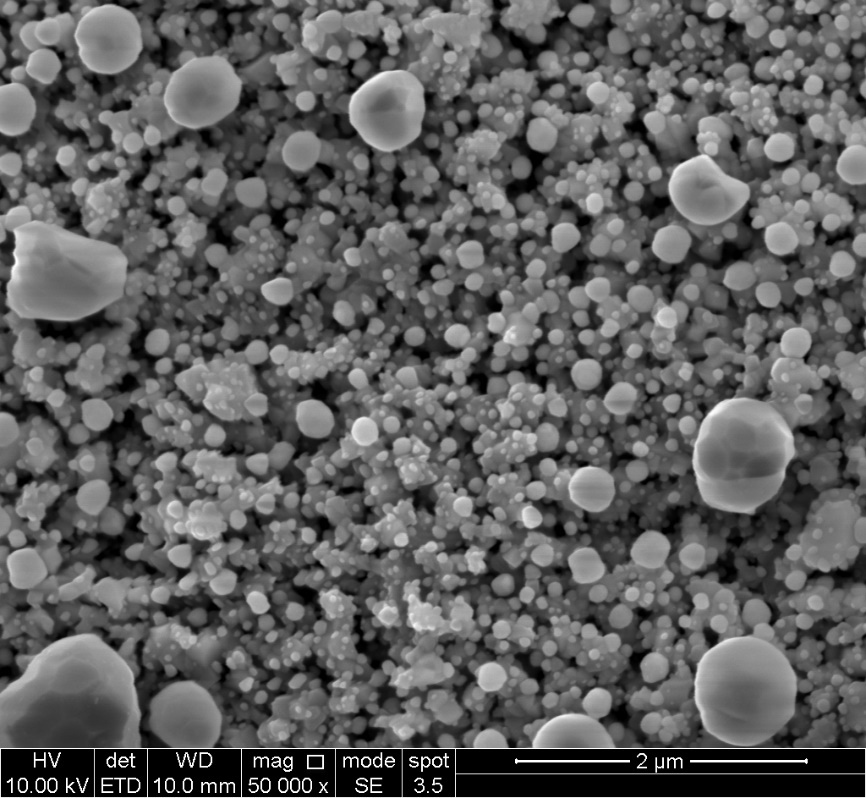 HV det WD mag □ mode spot
10.00 kV ETD 10.0 mm 50 000 x SE 3.5
2 µm